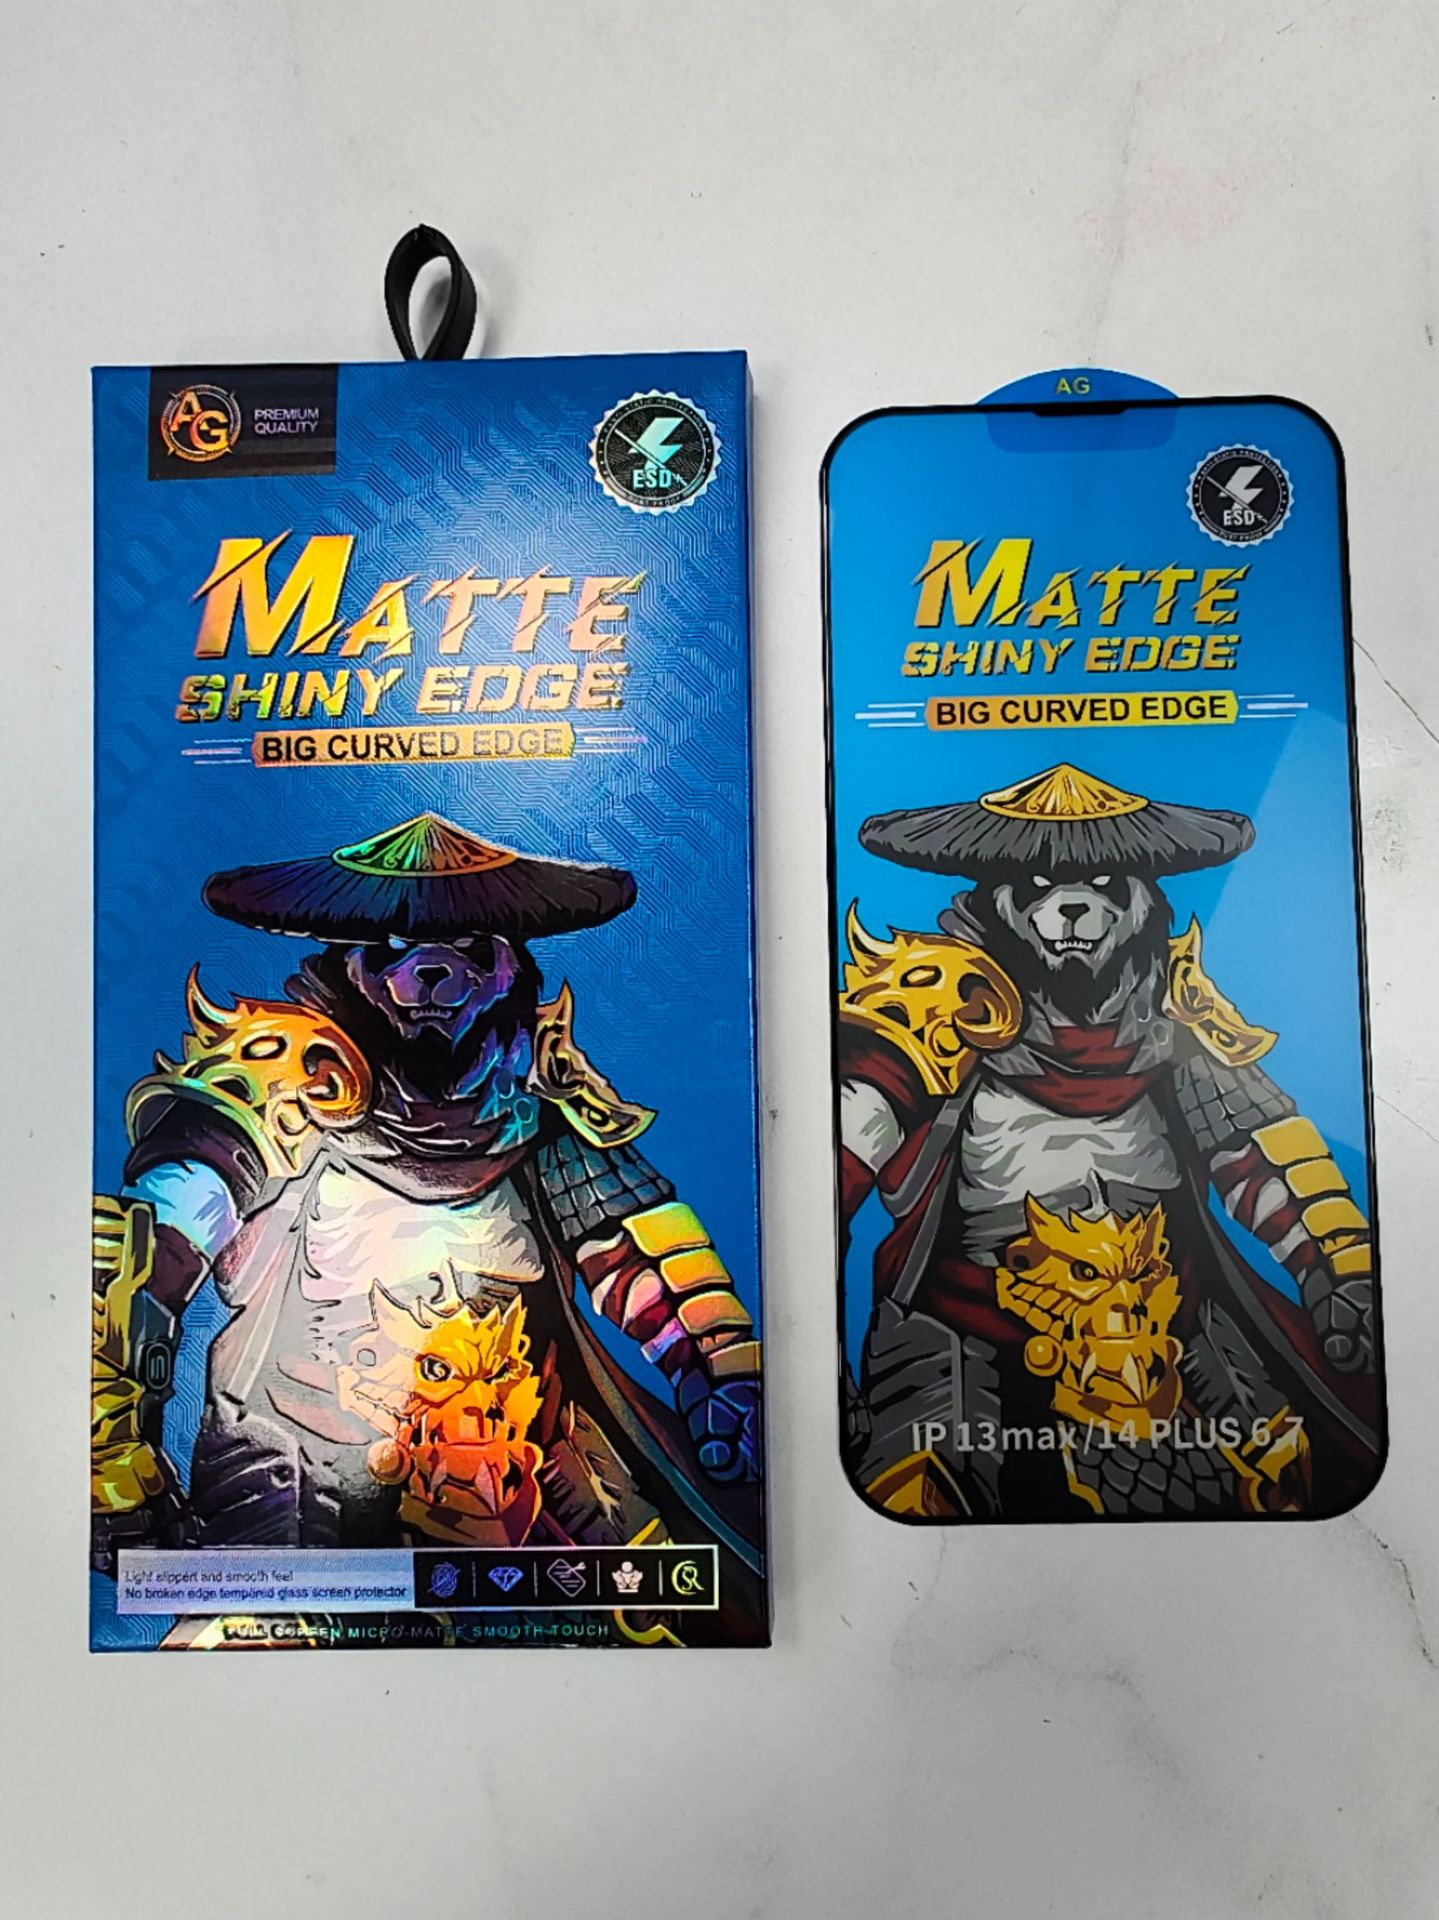 AG
PREMIUM
QUALITY
ESD
MATTE
SHINY EDGE
BIG CURVED EDGE
Light slippert and smooth feel
No broken edge tempered glass screen protector
FULL SCREEN MICRO-MATTE SMOOTH TOUCH
AG
ESD
MATTE
SHINY EDGE
BIG CURVED EDGE
IP 13max/14 PLUS 6.7